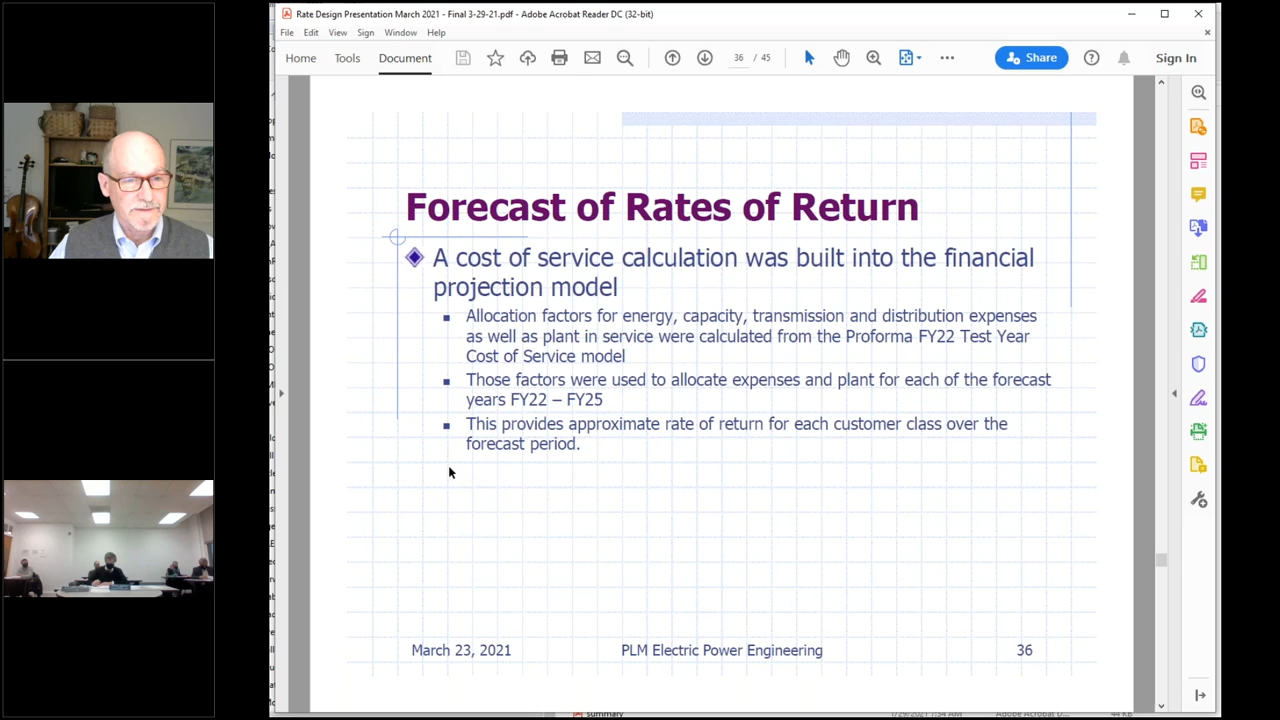 Rate Design Presentation March 2021 - Final 3-29-21.pdf - Adobe Acrobat Reader DC (32-bit)
File Edit View Sign Window Help
Home Tools Document 36 / 45 Share Sign In
Forecast of Rates of Return
A cost of service calculation was built into the financial
projection model
Allocation factors for energy, capacity, transmission and distribution expenses
as well as plant in service were calculated from the Proforma FY22 Test Year
Cost of Service model
Those factors were used to allocate expenses and plant for each of the forecast
years FY22 – FY25
This provides approximate rate of return for each customer class over the
forecast period.
March 23, 2021 PLM Electric Power Engineering 36
summary